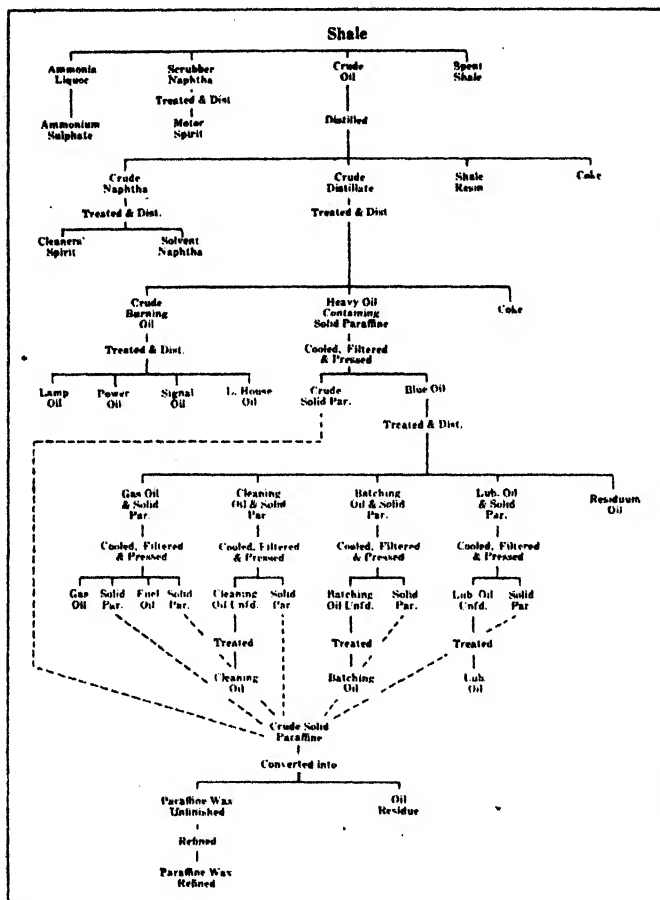 Shale
Ammonia Scrubber Crude Spent
Liquor Naphtha Oil Shale
Treated & Dist
Ammonium Motor Distilled
Sulphate Spirit
Crude Crude Shale Coke
Naphtha Distillate Resin
Treated & Dist. Treated & Dist
Cleaners' Solvent
Spirit Naphtha
Crude Heavy Oil Coke
Burning Containing
Oil Solid Paraffine
Treated & Dist. Cooled, Filtered
& Pressed
Lamp Power Signal L. House Crude Blue Oil
Oil Oil Oil Oil Solid Par.
Treated & Dist.
Gas Oil Cleaning Batching Lub. Oil Residuum
& Solid Oil & Solid Oil & Solid & Solid Oil
Par. Par Par. Par.
Cooled, Filtered Cooled, Filtered Cooled, Filtered Cooled, Filtered
& Pressed & Pressed & Pressed & Pressed
Gas Solid Fuel Solid Cleaning Solid Batching Solid Lub. Oil Solid
Oil Par. Oil Par. Oil Unfd. Par Oil Unfd. Par. Unfd. Par
Treated Treated Treated
Cleaning Batching Lub.
Oil Oil Oil
Crude Solid
Paraffine
Converted into
Paraffine Wax Oil
Unfinished Residue
Refined
Paraffine Wax
Refined